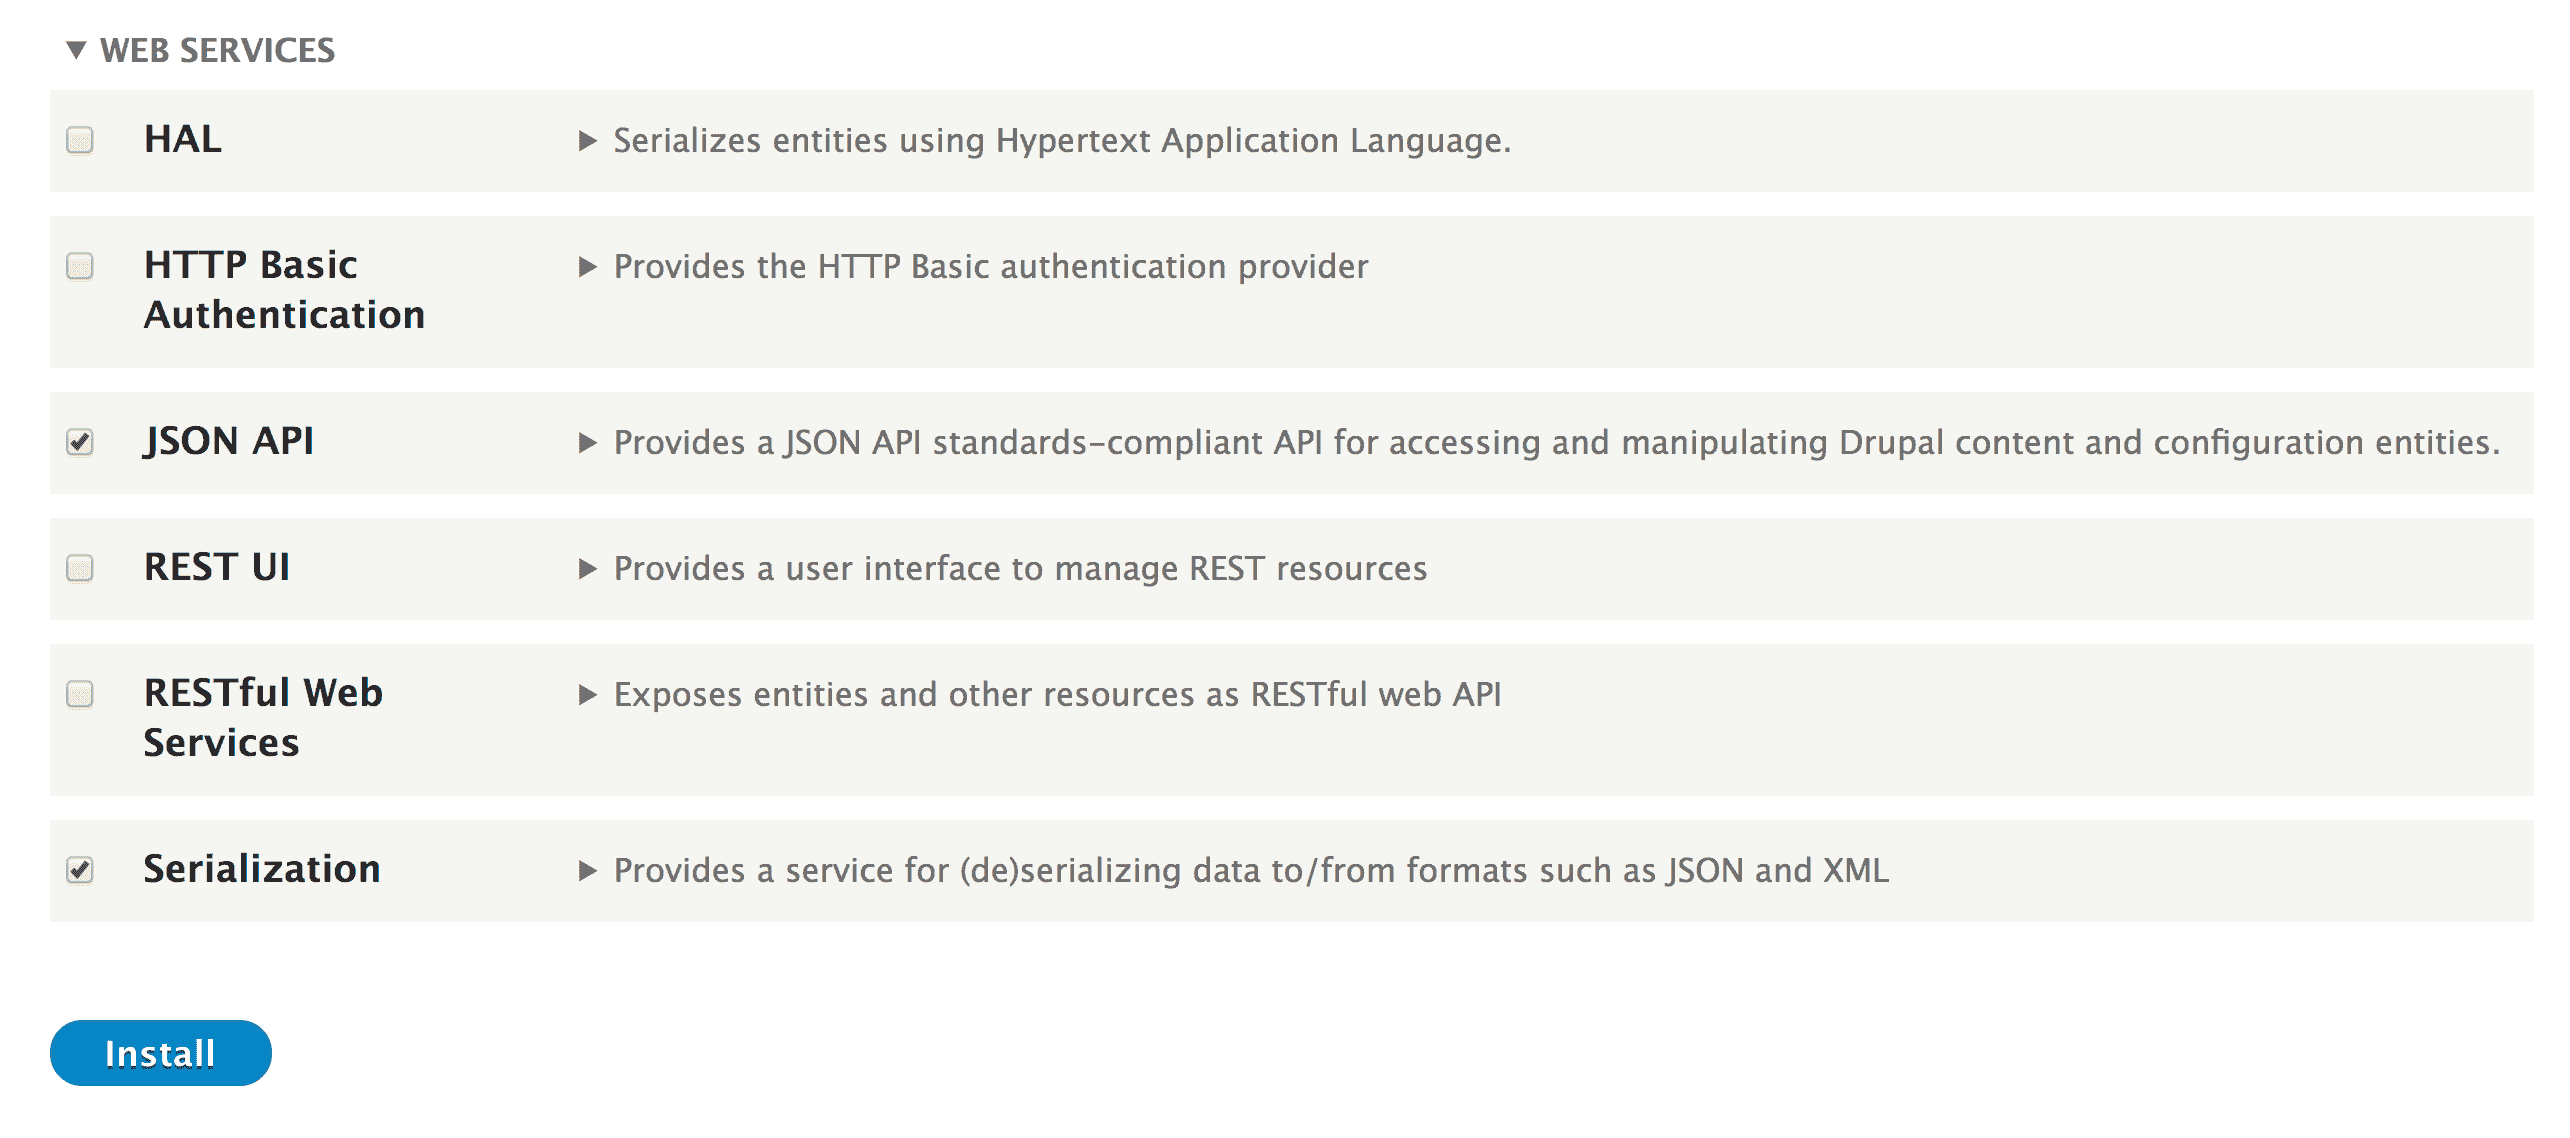 WEB SERVICES
HAL
Serializes entities using Hypertext Application Language.
HTTP Basic
Authentication
Provides the HTTP Basic authentication provider
JSON API
Provides a JSON API standards-compliant API for accessing and manipulating Drupal content and configuration entities.
REST UI
Provides a user interface to manage REST resources
RESTful Web
Services
Exposes entities and other resources as RESTful web API
Serialization
Provides a service for (de)serializing data to/from formats such as JSON and XML
Install